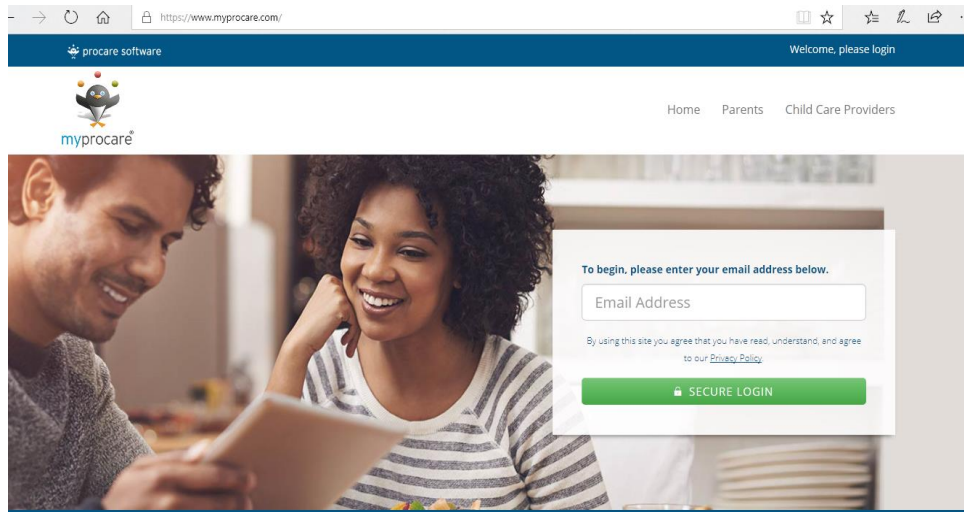 https://www.myprocare.com/
procare software
Welcome, please login
myprocare®
Home Parents Child Care Providers
To begin, please enter your email address below.
Email Address
By using this site you agree that you have read, understand, and agree
to our Privacy Policy
SECURE LOGIN